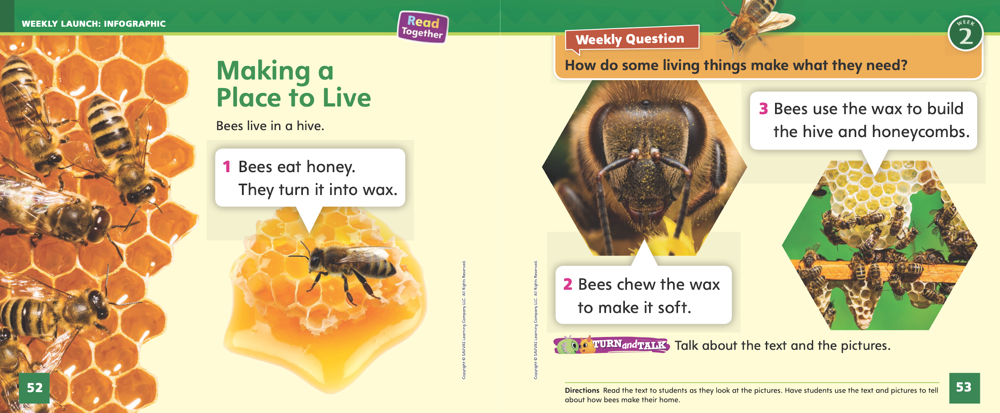 WEEKLY LAUNCH: INFOGRAPHIC
Read
Together
Making a
Place to Live
Bees live in a hive.
1 Bees eat honey.
They turn it into wax.
Copyright © SAVVAS Learning Company LLC. All Rights Reserved.
52
WEEK
2
Weekly Question
How do some living things make what they need?
3 Bees use the wax to build
the hive and honeycombs.
2 Bees chew the wax
to make it soft.
TURN and TALK Talk about the text and the pictures.
Copyright © SAVVAS Learning Company LLC. All Rights Reserved.
Directions Read the text to students as they look at the pictures. Have students use the text and pictures to tell
about how bees make their home.
53